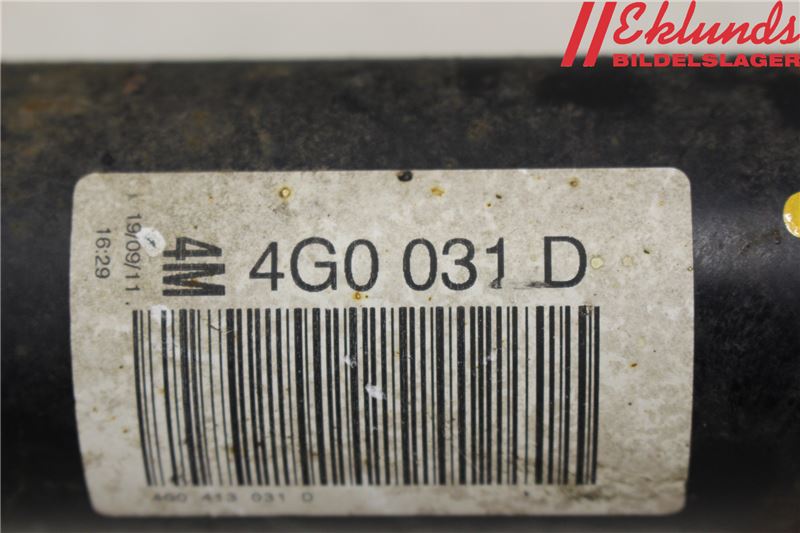 Eklunds
BILDELSLAGER
19/09/11
16:29
4M
4G0 031 D
4G0 413 031 D